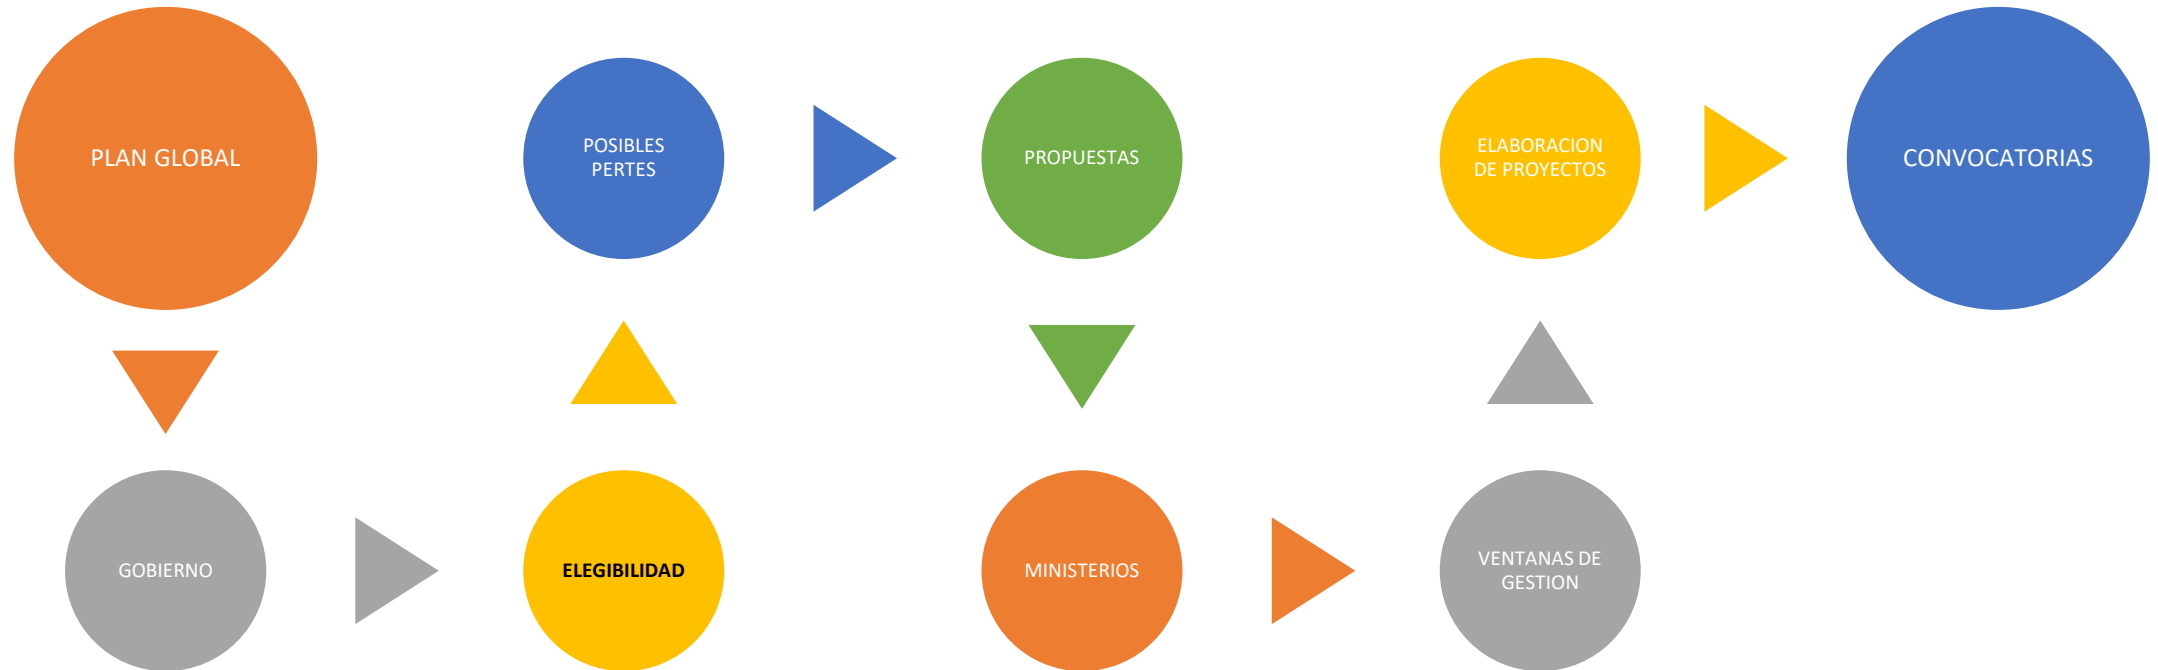 PLAN GLOBAL
GOBIERNO
ELEGIBILIDAD
POSIBLES
PERTES
PROPUESTAS
MINISTERIOS
VENTANAS DE
GESTION
ELABORACION
DE PROYECTOS
CONVOCATORIAS